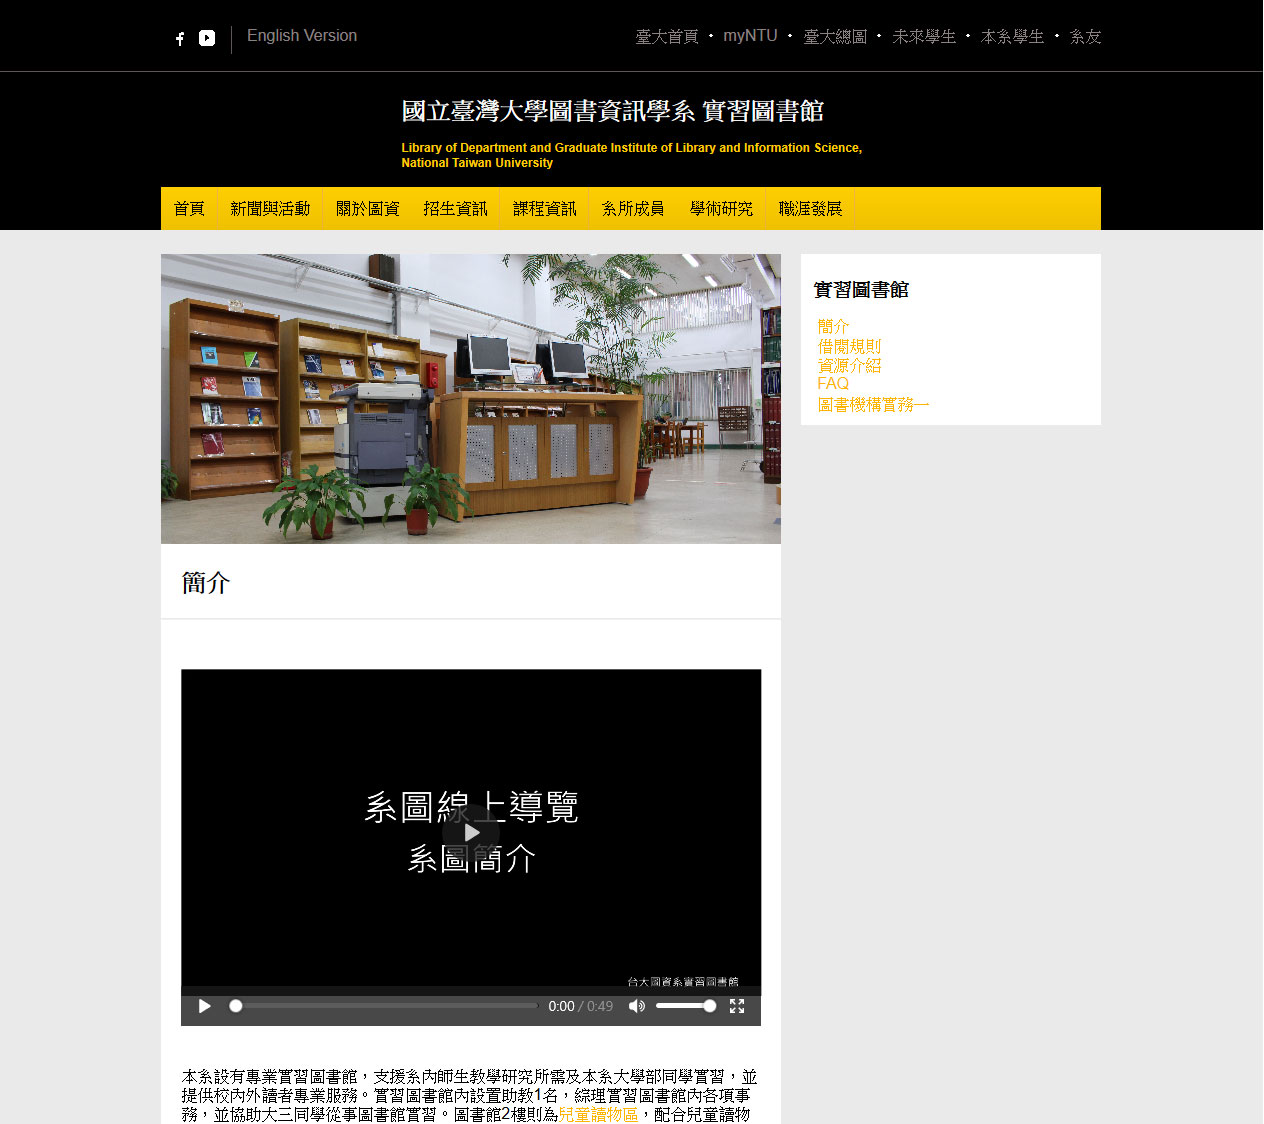 English Version
臺大首頁 • myNTU • 臺大總圖 • 未來學生 • 本系學生 • 系友
國立臺灣大學圖書資訊學系 實習圖書館
Library of Department and Graduate Institute of Library and Information Science,
National Taiwan University
首頁 新聞與活動 關於圖資 招生資訊 課程資訊 系所成員 學術研究 職涯發展
實習圖書館
簡介
借閱規則
資源介紹
FAQ
圖書機構實務一
簡介
系圖線上導覽
系圖簡介
台大圖資系實習圖書館
0:00 / 0:49
本系設有專業實習圖書館，支援系內師生教學研究所需及本系大學部同學實習，並
提供校內外讀者專業服務。實習圖書館內設置助教1名，綜理實習圖書館內各項事
務，並協助大三同學從事圖書館實習。圖書館2樓則為兒童讀物區，配合兒童讀物